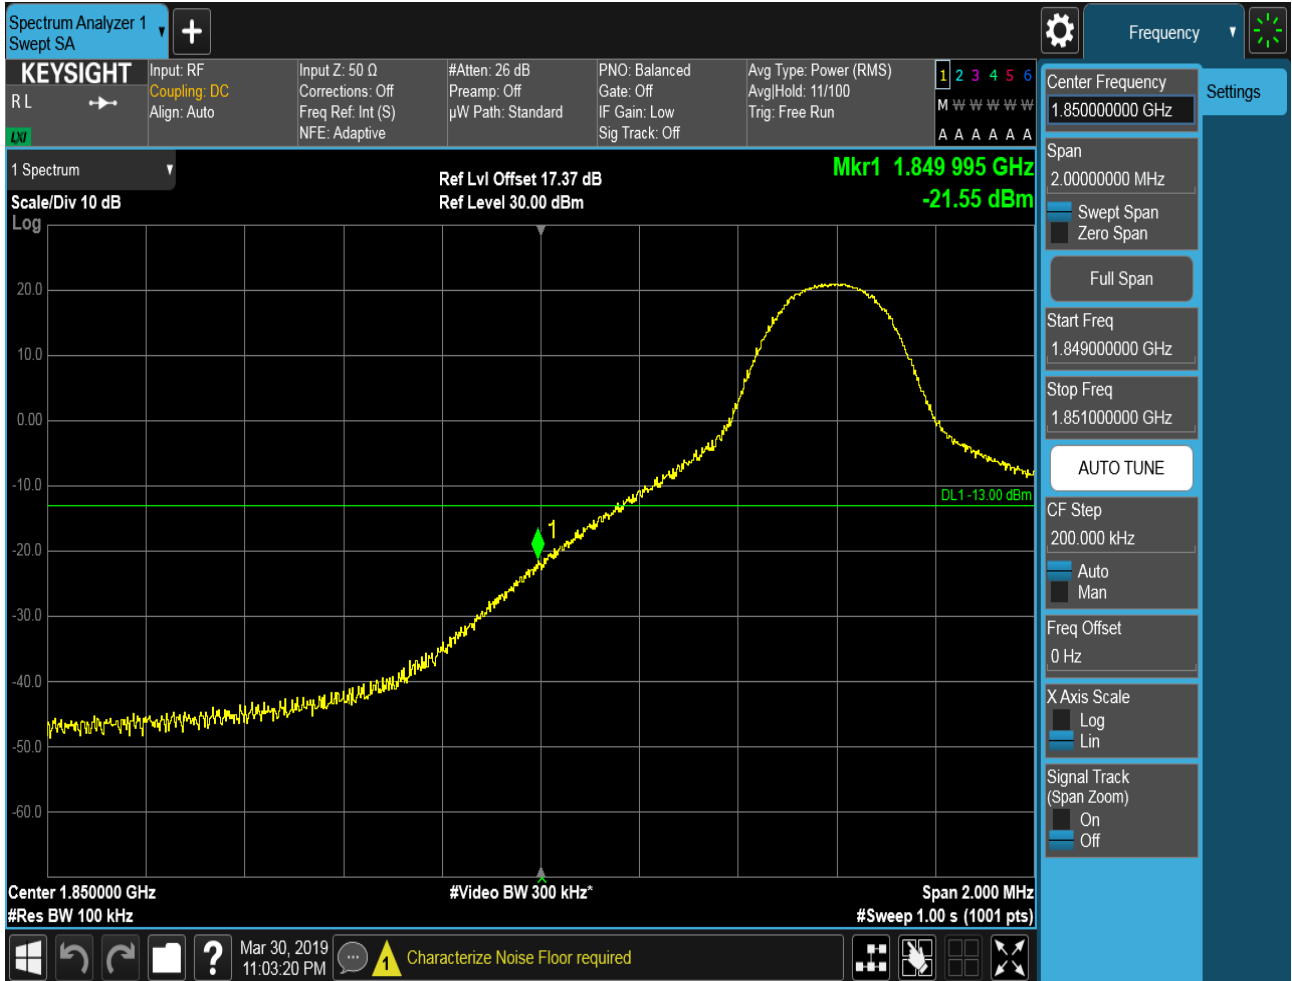 Spectrum Analyzer 1
Swept SA
Frequency
KEYSIGHT
R L
LXI
Input: RF
Coupling: DC
Align: Auto
Input Z: 50 Ω
Corrections: Off
Freq Ref: Int (S)
NFE: Adaptive
#Atten: 26 dB
Preamp: Off
µW Path: Standard
PNO: Balanced
Gate: Off
IF Gain: Low
Sig Track: Off
Avg Type: Power (RMS)
Avg|Hold: 11/100
Trig: Free Run
1 2 3 4 5 6
M W W W W W
A A A A A A
Center Frequency
1.850000000 GHz
Settings
Span
2.00000000 MHz
Swept Span
Zero Span
Full Span
Start Freq
1.849000000 GHz
Stop Freq
1.851000000 GHz
AUTO TUNE
CF Step
200.000 kHz
Auto
Man
Freq Offset
0 Hz
X Axis Scale
Log
Lin
Signal Track
(Span Zoom)
On
Off
1 Spectrum
Scale/Div 10 dB
Log
Ref Lvl Offset 17.37 dB
Ref Level 30.00 dBm
Mkr1 1.849 995 GHz
-21.55 dBm
20.0
10.0
0.00
-10.0
DL1 -13.00 dBm
1
-20.0
-30.0
-40.0
-50.0
-60.0
Center 1.850000 GHz
#Video BW 300 kHz*
Span 2.000 MHz
#Res BW 100 kHz
#Sweep 1.00 s (1001 pts)
?
Mar 30, 2019
11:03:20 PM
1
Characterize Noise Floor required